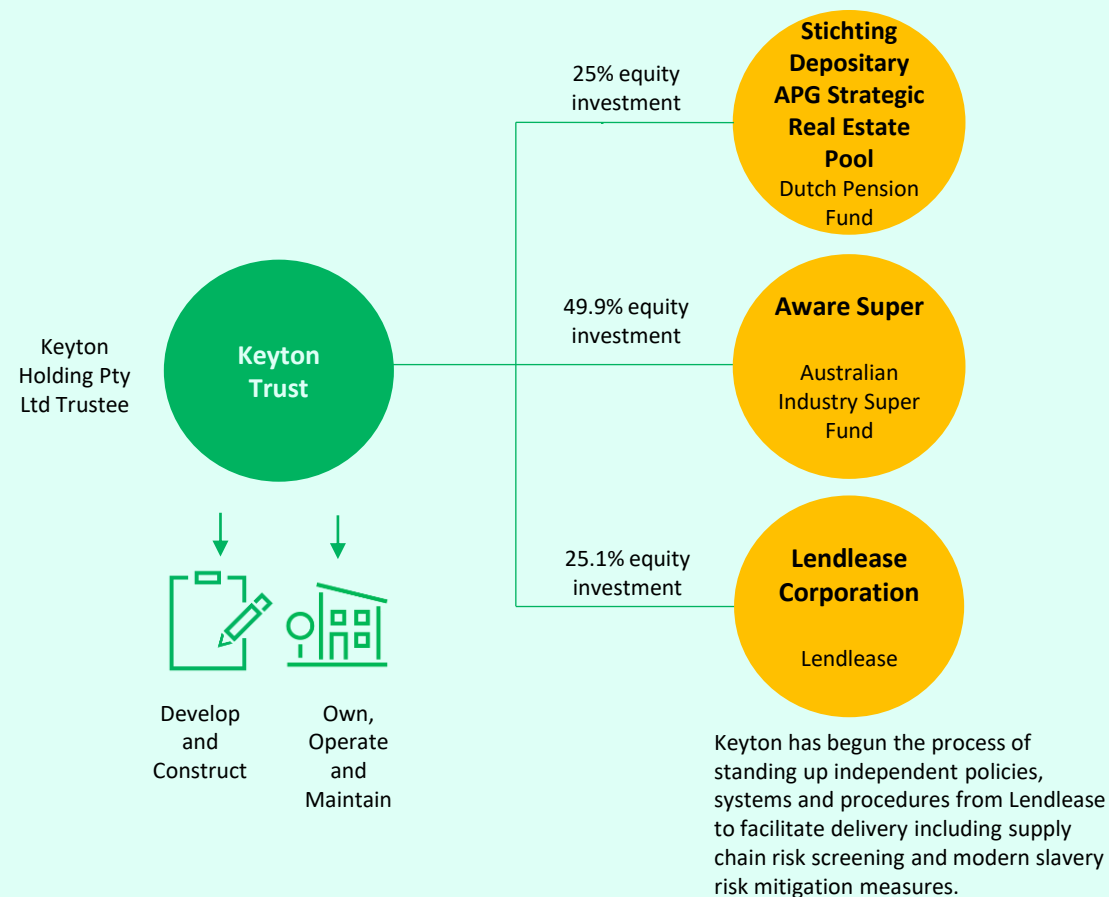 Keyton
Holding Pty
Ltd Trustee
Keyton
Trust
Develop
and
Construct
Own,
Operate
and
Maintain
25% equity
investment
Stichting
Depositary
APG Strategic
Real Estate
Pool
Dutch Pension
Fund
49.9% equity
investment
Aware Super
Australian
Industry Super
Fund
25.1% equity
investment
Lendlease
Corporation
Lendlease
Keyton has begun the process of
standing up independent policies,
systems and procedures from Lendlease
to facilitate delivery including supply
chain risk screening and modern slavery
risk mitigation measures.